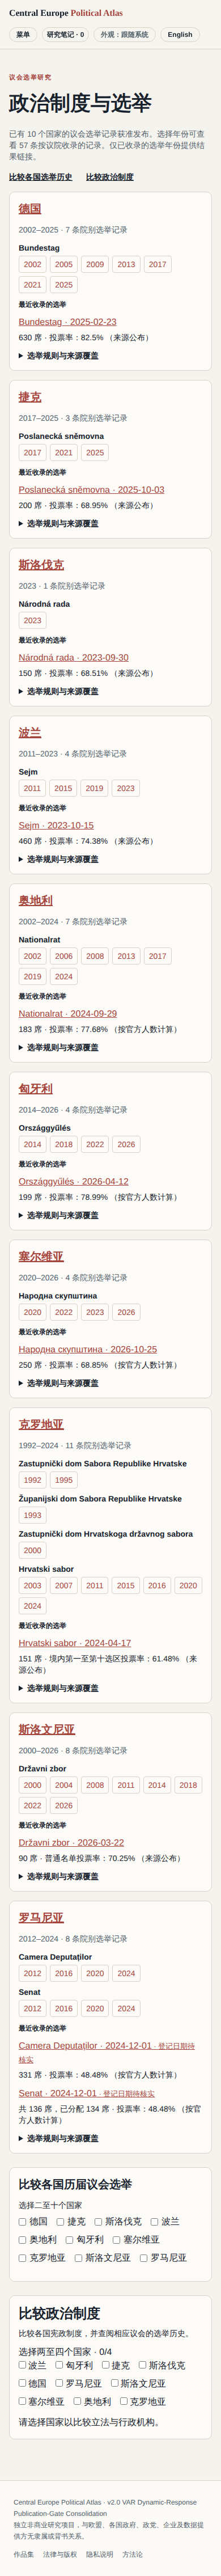 Central Europe Political Atlas
菜单
研究笔记 · 0
外观：跟随系统
English
议会选举研究
政治制度与选举
已有 10 个国家的议会选举记录获准发布。选择年份可查
看 57 条按议院收录的记录。仅已收录的选举年份提供结
果链接。
比较各国选举历史
比较政治制度
德国
2002–2025 · 7 条院别选举记录
Bundestag
2002 2005 2009 2013 2017
2021 2025
最近收录的选举
Bundestag · 2025-02-23
630 席 · 投票率：82.5% （来源公布）
▶ 选举规则与来源覆盖
捷克
2017–2025 · 3 条院别选举记录
Poslanecká sněmovna
2017 2021 2025
最近收录的选举
Poslanecká sněmovna · 2025-10-03
200 席 · 投票率：68.95% （来源公布）
▶ 选举规则与来源覆盖
斯洛伐克
2023 · 1 条院别选举记录
Národná rada
2023
最近收录的选举
Národná rada · 2023-09-30
150 席 · 投票率：68.51% （来源公布）
▶ 选举规则与来源覆盖
波兰
2011–2023 · 4 条院别选举记录
Sejm
2011 2015 2019 2023
最近收录的选举
Sejm · 2023-10-15
460 席 · 投票率：74.38% （来源公布）
▶ 选举规则与来源覆盖
奥地利
2002–2024 · 7 条院别选举记录
Nationalrat
2002 2006 2008 2013 2017
2019 2024
最近收录的选举
Nationalrat · 2024-09-29
183 席 · 投票率：77.68% （按官方人数计算）
▶ 选举规则与来源覆盖
匈牙利
2014–2026 · 4 条院别选举记录
Országgyűlés
2014 2018 2022 2026
最近收录的选举
Országgyűlés · 2026-04-12
199 席 · 投票率：78.99% （按官方人数计算）
▶ 选举规则与来源覆盖
塞尔维亚
2020–2026 · 4 条院别选举记录
Народна скупштина
2020 2022 2023 2026
最近收录的选举
Народна скупштина · 2026-10-25
250 席 · 投票率：68.85% （按官方人数计算）
▶ 选举规则与来源覆盖
克罗地亚
1992–2024 · 11 条院别选举记录
Zastupnički dom Sabora Republike Hrvatske
1992 1995
Županijski dom Sabora Republike Hrvatske
1993
Zastupnički dom Hrvatskoga državnog sabora
2000
Hrvatski sabor
2003 2007 2011 2015 2016 2020
2024
最近收录的选举
Hrvatski sabor · 2024-04-17
151 席 · 境内第一至第十选区投票率：61.48% （来
源公布）
▶ 选举规则与来源覆盖
斯洛文尼亚
2000–2026 · 8 条院别选举记录
Državni zbor
2000 2004 2008 2011 2014 2018
2022 2026
最近收录的选举
Državni zbor · 2026-03-22
90 席 · 普通名单投票率：70.25% （来源公布）
▶ 选举规则与来源覆盖
罗马尼亚
2012–2024 · 8 条院别选举记录
Camera Deputaților
2012 2016 2020 2024
Senat
2012 2016 2020 2024
最近收录的选举
Camera Deputaților · 2024-12-01 · 登记日期待
核实
331 席 · 投票率：48.48% （按官方人数计算）
Senat · 2024-12-01 · 登记日期待核实
共 136 席，已分配 134 席 · 投票率：48.48% （按官
方人数计算）
▶ 选举规则与来源覆盖
比较各国历届议会选举
选择二至十个国家
德国 捷克 斯洛伐克 波兰
奥地利 匈牙利 塞尔维亚
克罗地亚 斯洛文尼亚 罗马尼亚
比较政治制度
比较各国宪政制度，并查阅相应议会的选举历史。
选择两至四个国家 · 0/4
波兰 匈牙利 捷克 斯洛伐克
德国 罗马尼亚 斯洛文尼亚
塞尔维亚 奥地利 克罗地亚
请选择国家以比较立法与行政机构。
Central Europe Political Atlas · v2.0 VAR Dynamic-Response
Publication-Gate Consolidation
独立非商业研究项目，与欧盟、各国政府、政党、企业及数据提
供方无隶属或背书关系。
作品集 法律与版权 隐私说明 方法论